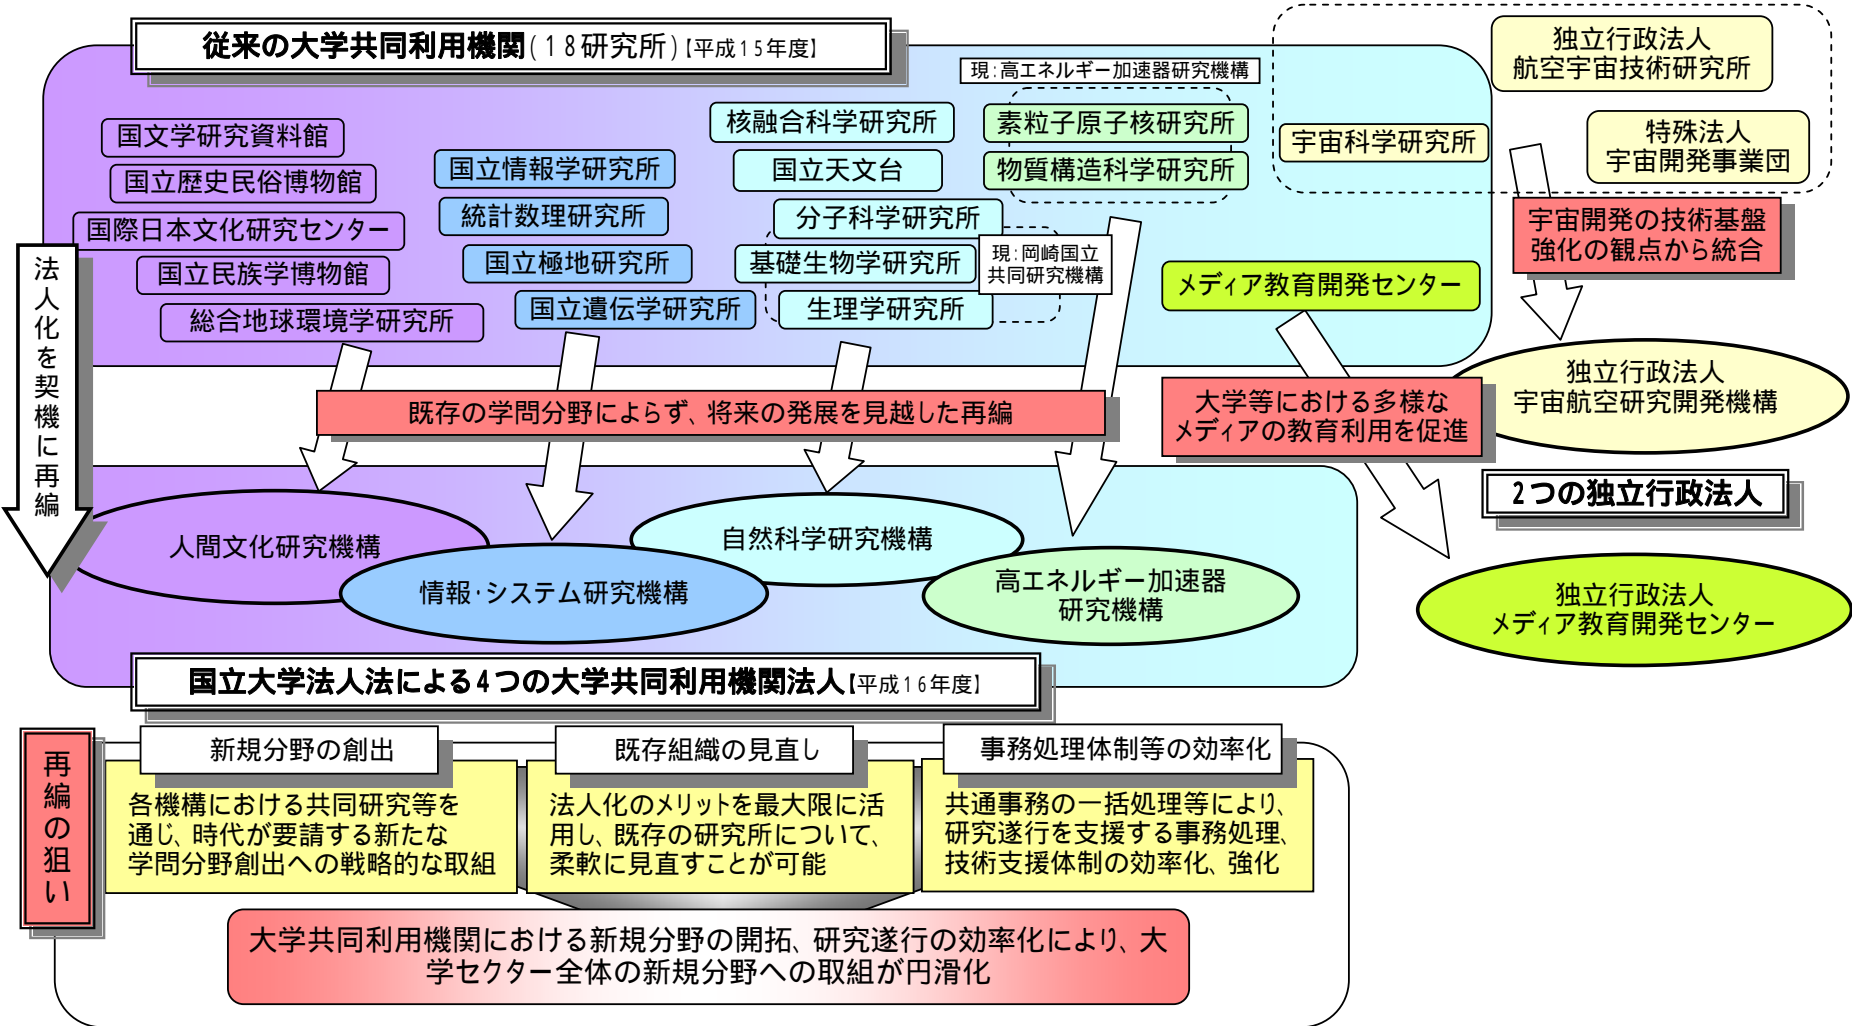 従来の大学共同利用機関(18研究所)【平成15年度】
独立行政法人
航空宇宙技術研究所
現:高エネルギー加速器研究機構
特殊法人
宇宙開発事業団
宇宙科学研究所
国文学研究資料館
国立歴史民俗博物館
国際日本文化研究センター
国立民族学博物館
総合地球環境学研究所
国立情報学研究所
統計数理研究所
国立極地研究所
国立遺伝学研究所
核融合科学研究所
国立天文台
分子科学研究所
基礎生物学研究所
生理学研究所
現:岡崎国立
共同研究機構
素粒子原子核研究所
物質構造科学研究所
メディア教育開発センター
宇宙開発の技術基盤
強化の観点から統合
法人化を契機に再編
既存の学問分野によらず、将来の発展を見越した再編
大学等における多様な
メディアの教育利用を促進
独立行政法人
宇宙航空研究開発機構
2つの独立行政法人
人間文化研究機構
情報・システム研究機構
自然科学研究機構
高エネルギー加速器
研究機構
独立行政法人
メディア教育開発センター
国立大学法人法による4つの大学共同利用機関法人【平成16年度】
再編の狙い
新規分野の創出
各機構における共同研究等を
通じ、時代が要請する新たな
学問分野創出への戦略的な取組
既存組織の見直し
法人化のメリットを最大限に活
用し、既存の研究所について、
柔軟に見直すことが可能
事務処理体制等の効率化
共通事務の一括処理等により、
研究遂行を支援する事務処理、
技術支援体制の効率化、強化
大学共同利用機関における新規分野の開拓、研究遂行の効率化により、大
学セクター全体の新規分野への取組が円滑化